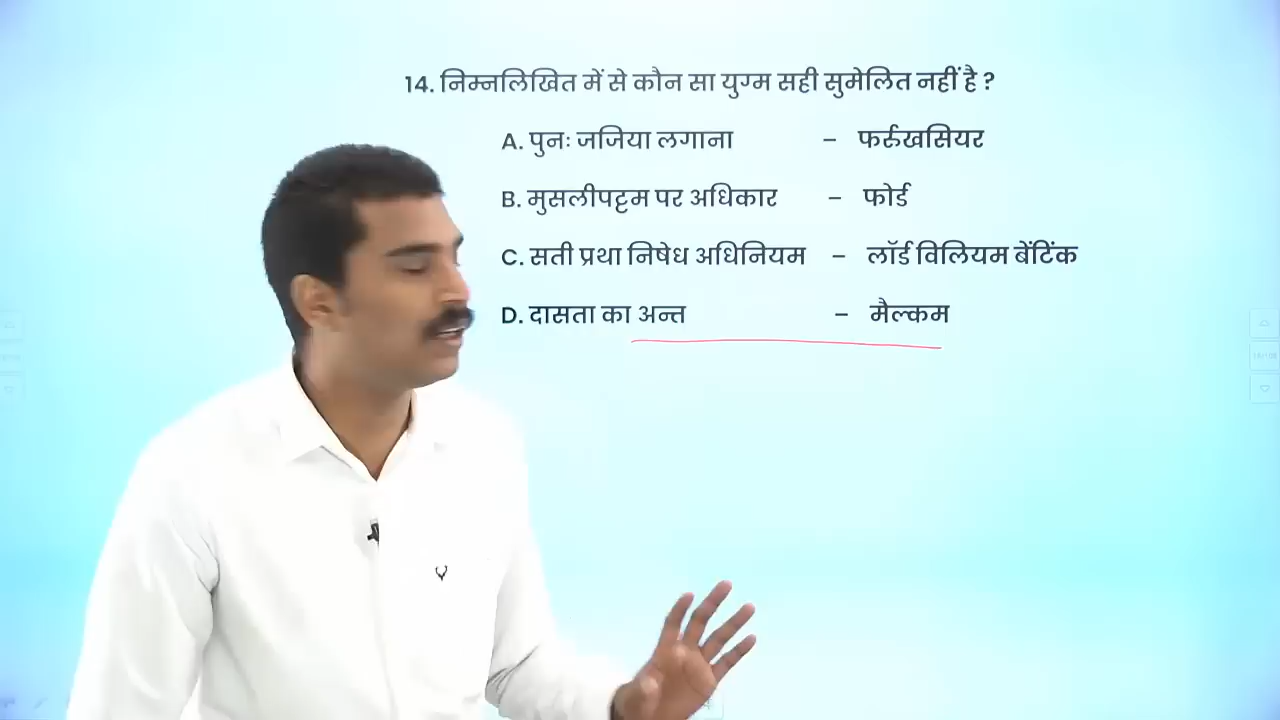 14. निम्नलिखित में से कौन सा युग्म सही सुमेलित नहीं है ?
A. पुनः जजिया लगाना – फर्रुखसियर
B. मुसलीपट्टम पर अधिकार – फोर्ड
C. सती प्रथा निषेध अधिनियम – लॉर्ड विलियम बेंटिंक
D. दासता का अन्त – मैल्कम